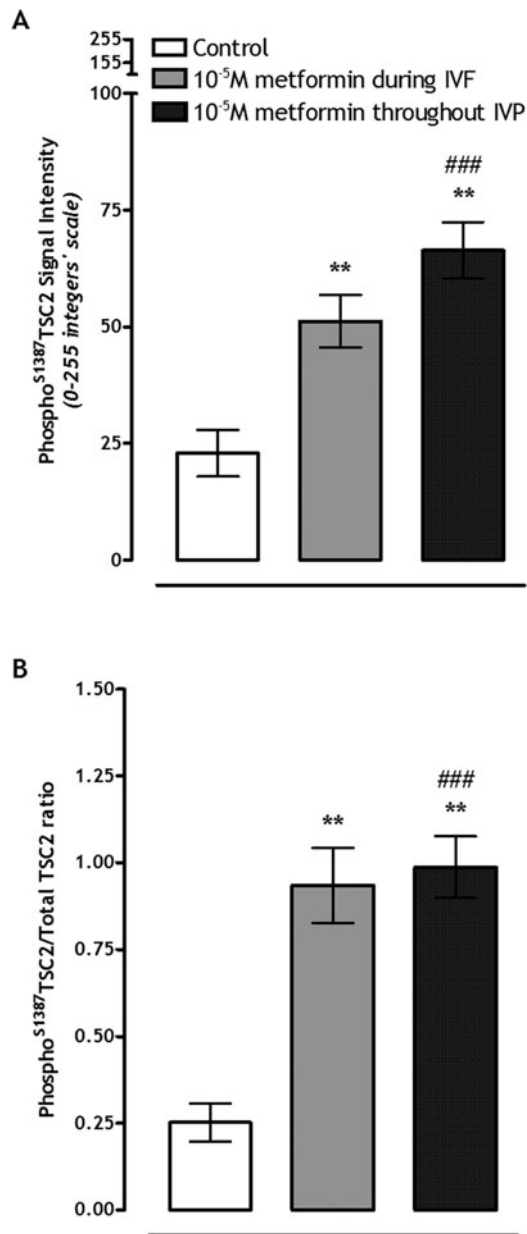 A
255
155
100
75
50
25
0
Phospho^S1387TSC2 Signal Intensity
(0-255 integers' scale)
Control
10⁻⁵M metformin during IVF
10⁻⁵M metformin throughout IVP
###
**
**
B
1.50
1.25
1.00
0.75
0.50
0.25
0.00
Phospho^S1387TSC2/Total TSC2 ratio
###
**
**